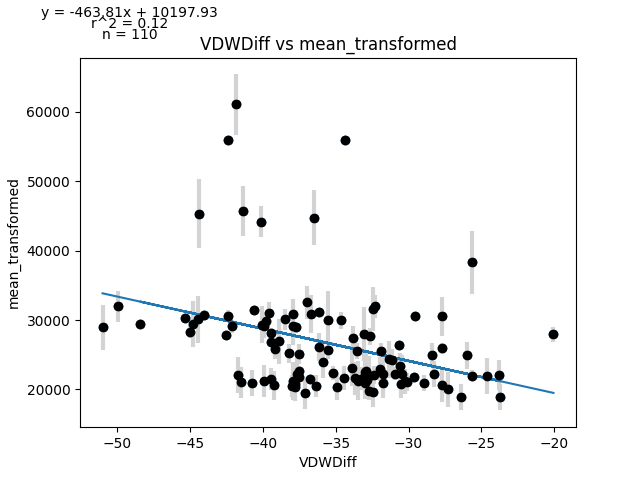 y = -463.81x + 10197.93
r^2 = 0.12
n = 110
VDWDiff vs mean_transformed
60000
50000
40000
30000
20000
mean_transformed
−50 −45 −40 −35 −30 −25 −20
VDWDiff